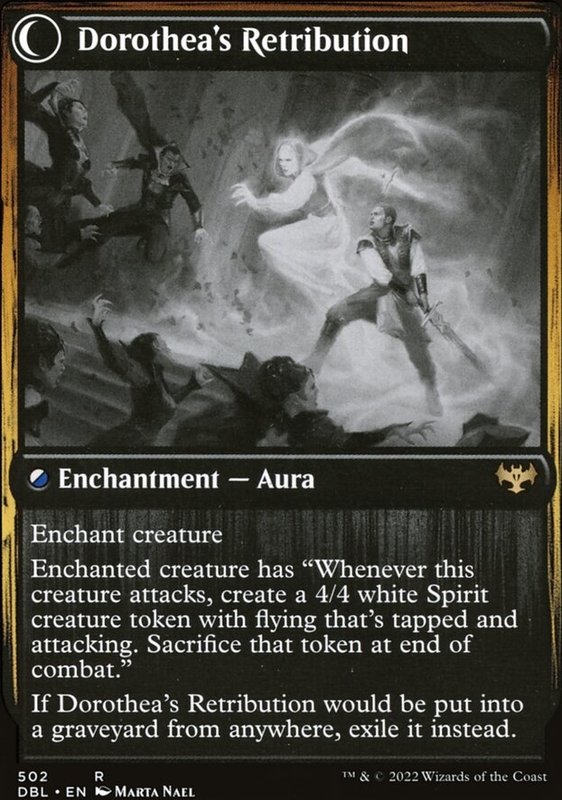 Dorothea's Retribution
Enchantment — Aura
Enchant creature
Enchanted creature has “Whenever this
creature attacks, create a 4/4 white Spirit
creature token with flying that's tapped and
attacking. Sacrifice that token at end of
combat.”
If Dorothea's Retribution would be put into
a graveyard from anywhere, exile it instead.
502 R
DBL • EN Marta Nael
™ & © 2022 Wizards of the Coast